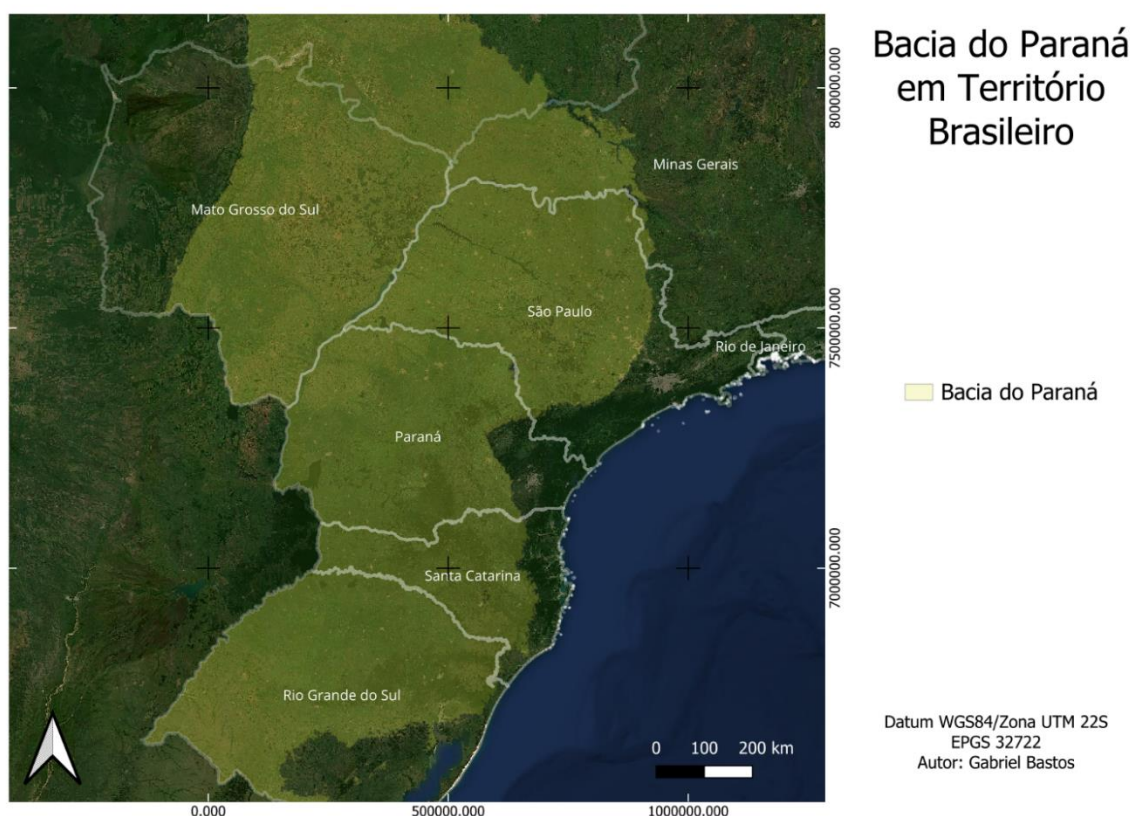 Bacia do Paraná
em Território
Brasileiro
8000000.000
Minas Gerais
Mato Grosso do Sul
São Paulo
7500000.000
Rio de Janeiro
Bacia do Paraná
Paraná
Santa Catarina
7000000.000
Rio Grande do Sul
Datum WGS84/Zona UTM 22S
EPGS 32722
Autor: Gabriel Bastos
0 100 200 km
0.000 500000.000 1000000.000